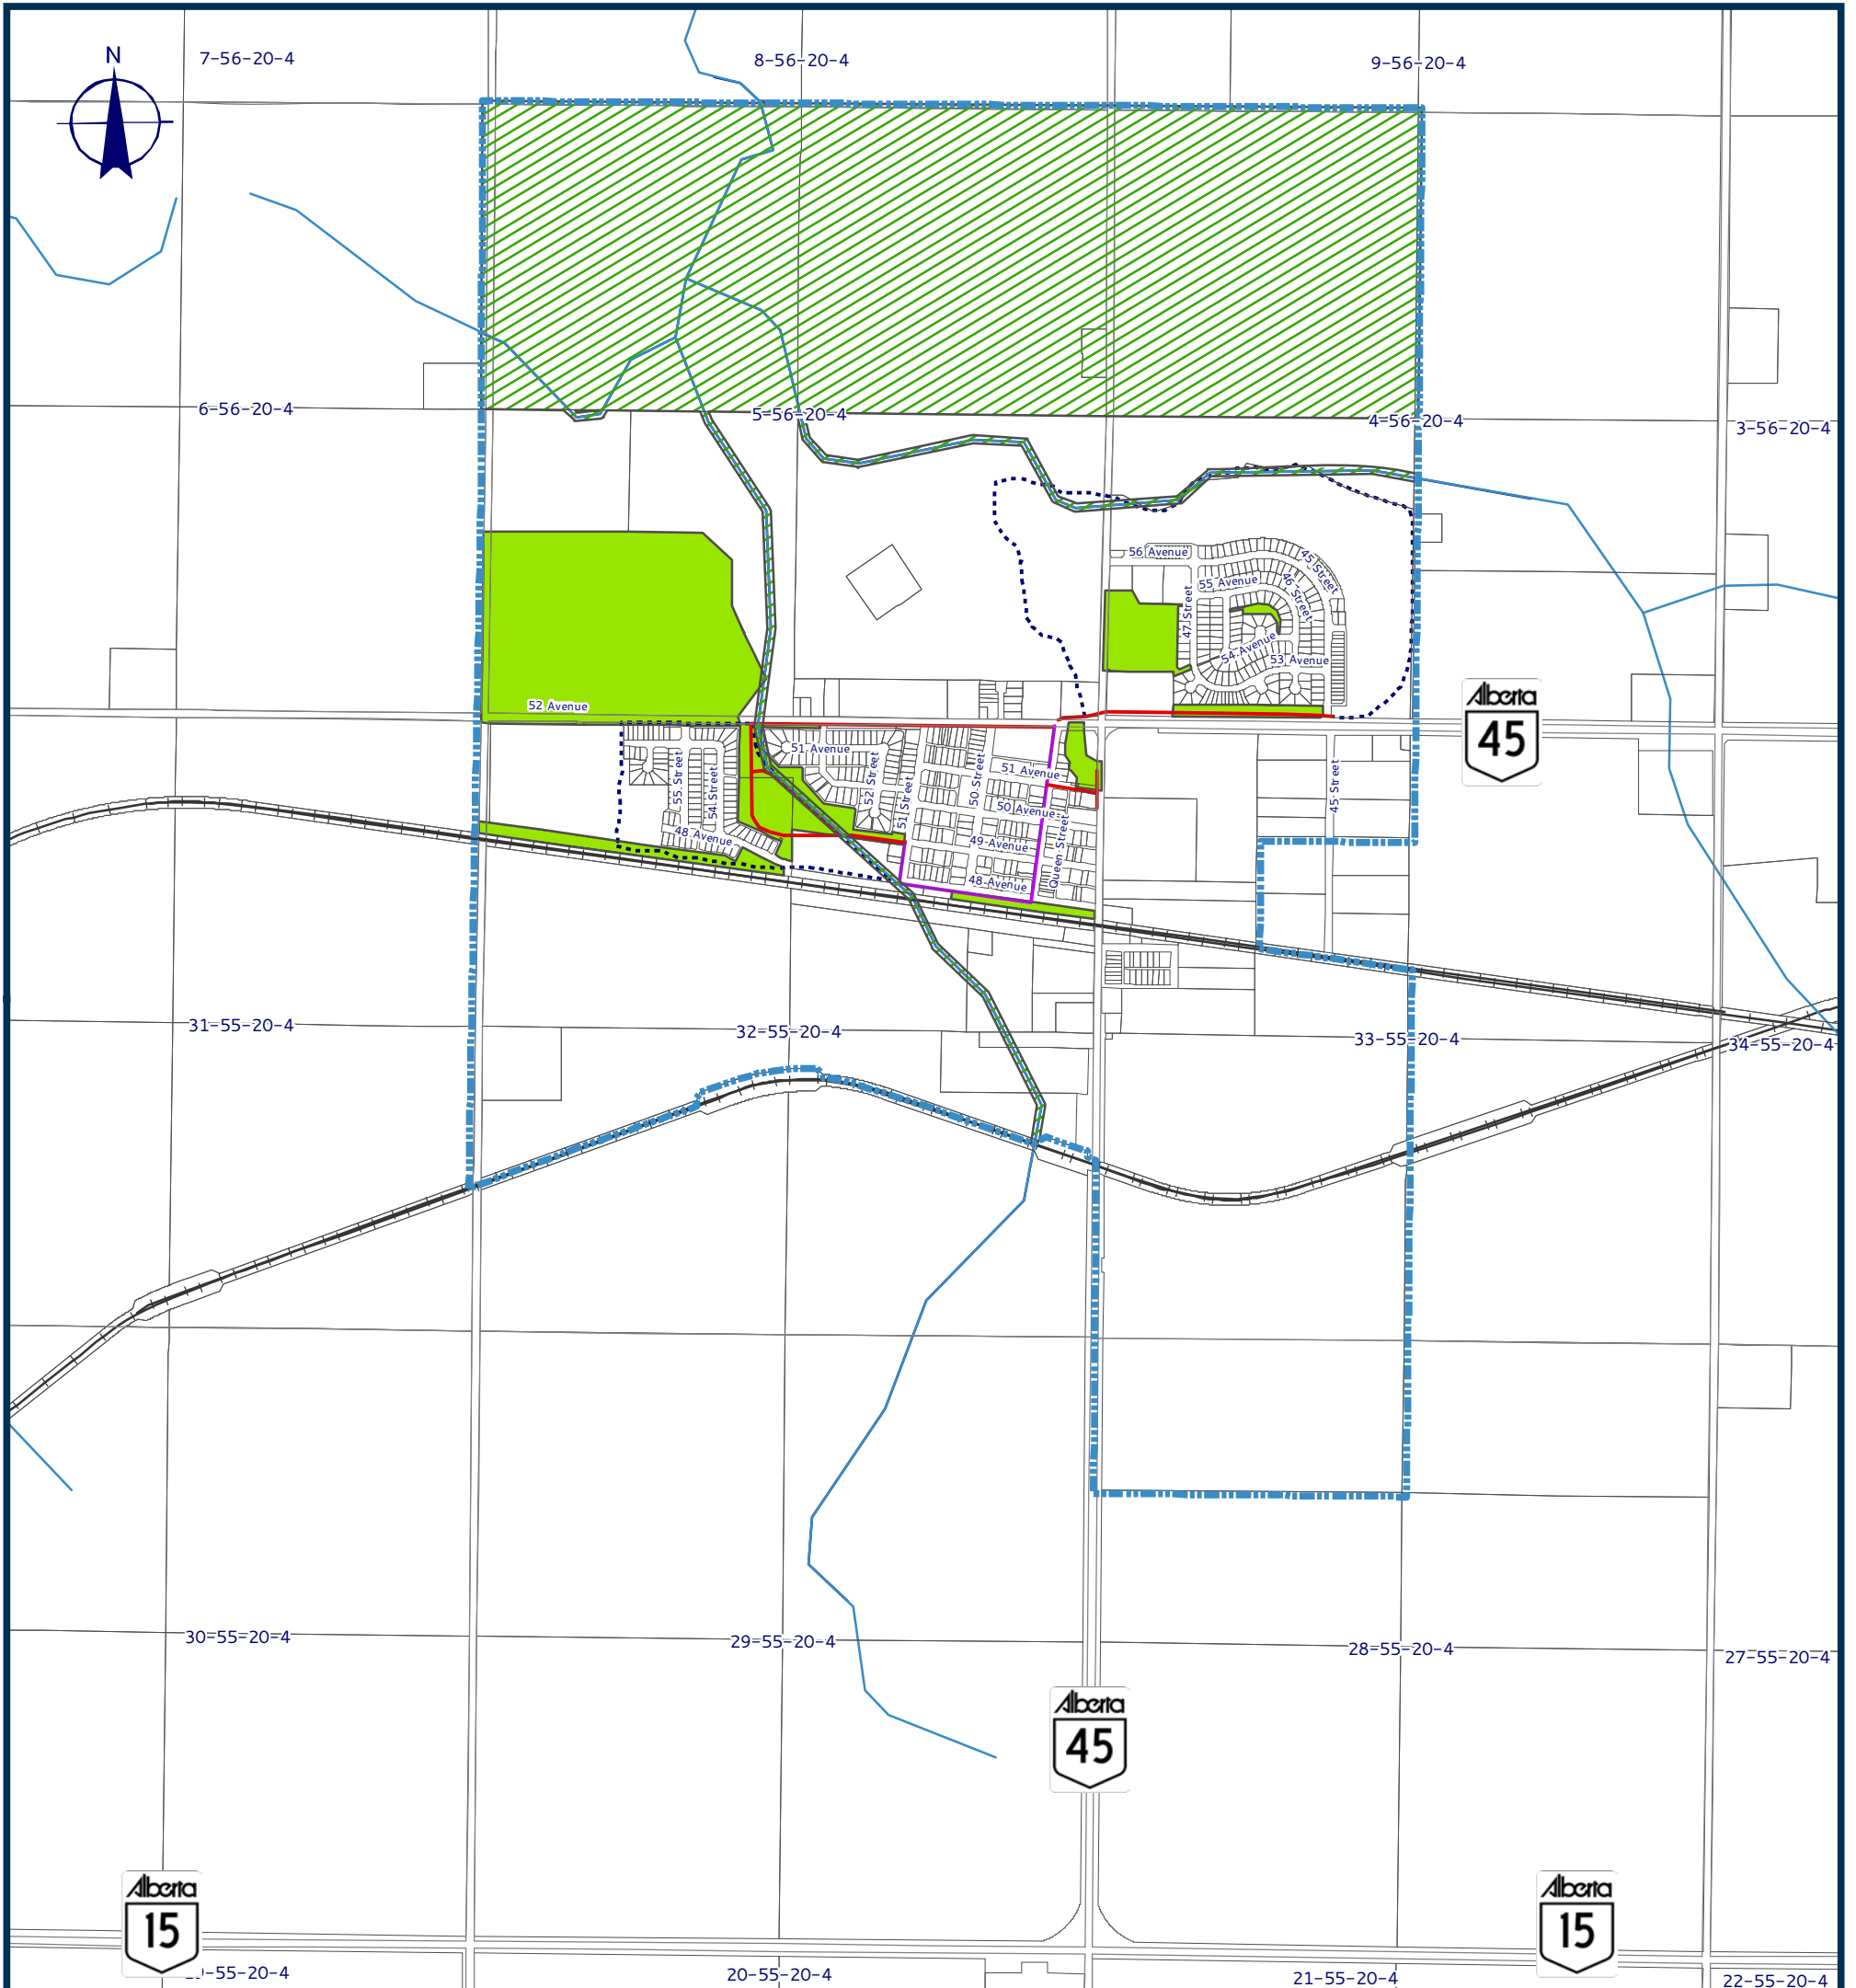 N
7-56-20-4
8-56-20-4
9-56-20-4
6-56-20-4
5-56-20-4
4-56-20-4
3-56-20-4
56 Avenue
45 Street
55 Avenue
46 Street
47 Street
54 Avenue
53 Avenue
52 Avenue
Alberta
45
51 Avenue
55 Street
54 Street
52 Street
51 Street
50 Street
51 Avenue
45 Street
50 Avenue
48 Avenue
49 Avenue
Queen Street
48 Avenue
31-55-20-4
32-55-20-4
33-55-20-4
34-55-20-4
30-55-20-4
29-55-20-4
28-55-20-4
27-55-20-4
Alberta
45
Alberta
15
Alberta
15
-55-20-4
20-55-20-4
21-55-20-4
22-55-20-4